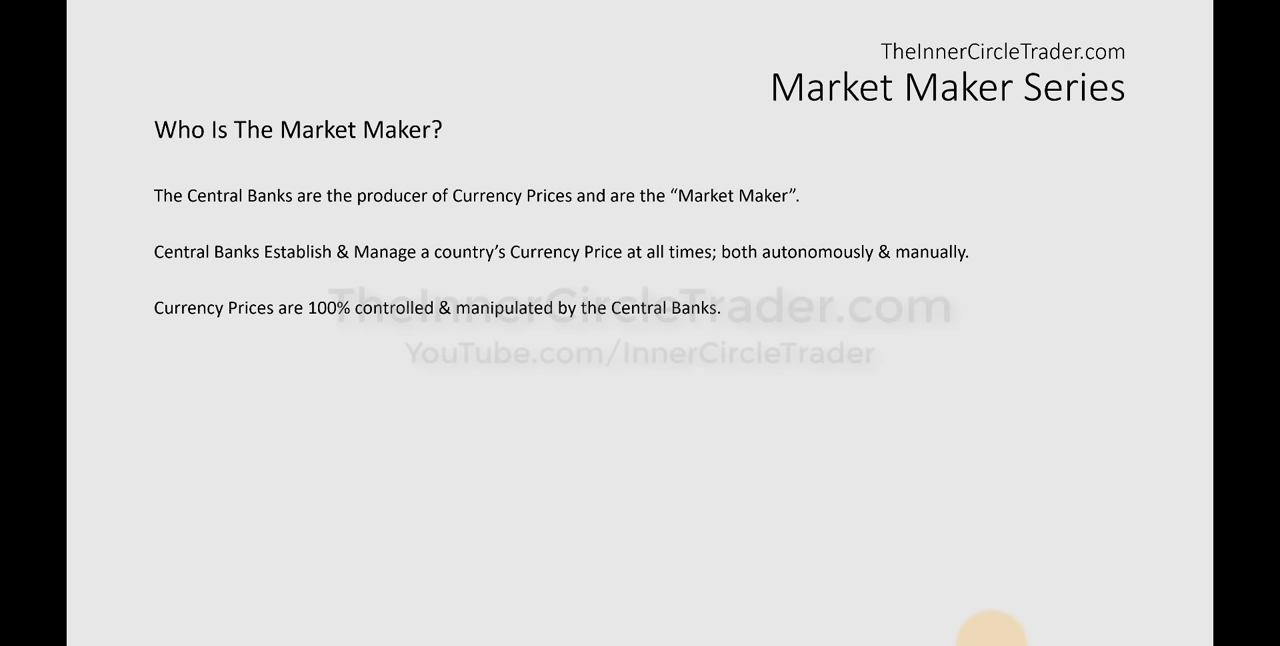 TheInnerCircleTrader.com
Market Maker Series
Who Is The Market Maker?
The Central Banks are the producer of Currency Prices and are the “Market Maker”.
Central Banks Establish & Manage a country’s Currency Price at all times; both autonomously & manually.
Currency Prices are 100% controlled & manipulated by the Central Banks.
TheInnerCircleTrader.com
YouTube.com/InnerCircleTrader